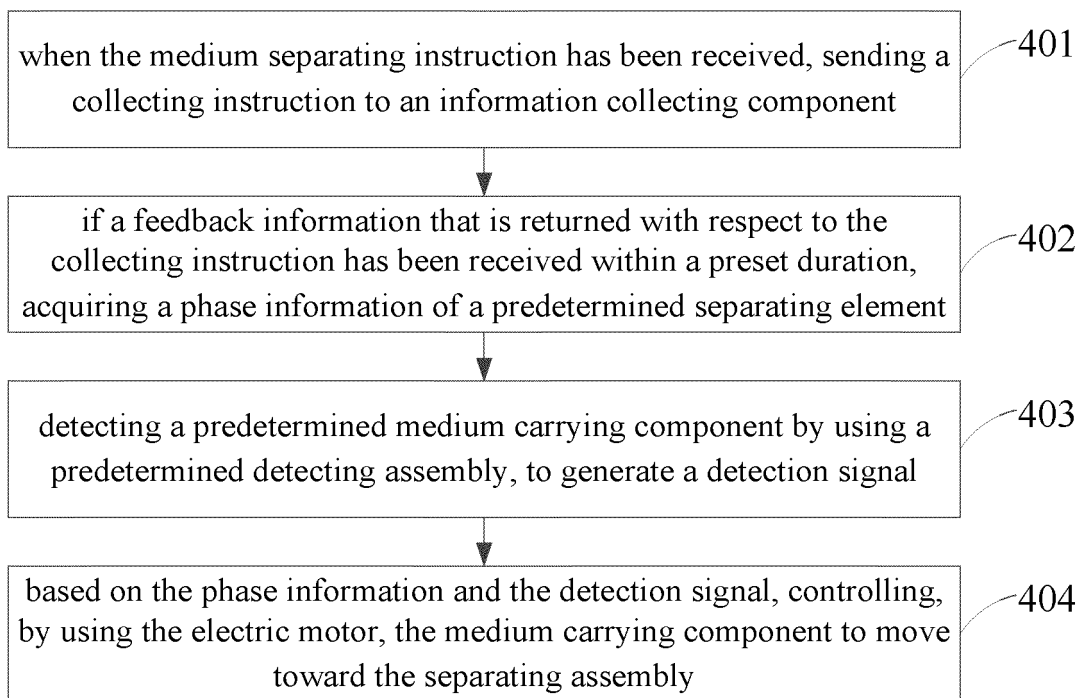 when the medium separating instruction has been received, sending a
collecting instruction to an information collecting component
401
if a feedback information that is returned with respect to the
collecting instruction has been received within a preset duration,
acquiring a phase information of a predetermined separating element
402
detecting a predetermined medium carrying component by using a
predetermined detecting assembly, to generate a detection signal
403
based on the phase information and the detection signal, controlling,
by using the electric motor, the medium carrying component to move
toward the separating assembly
404